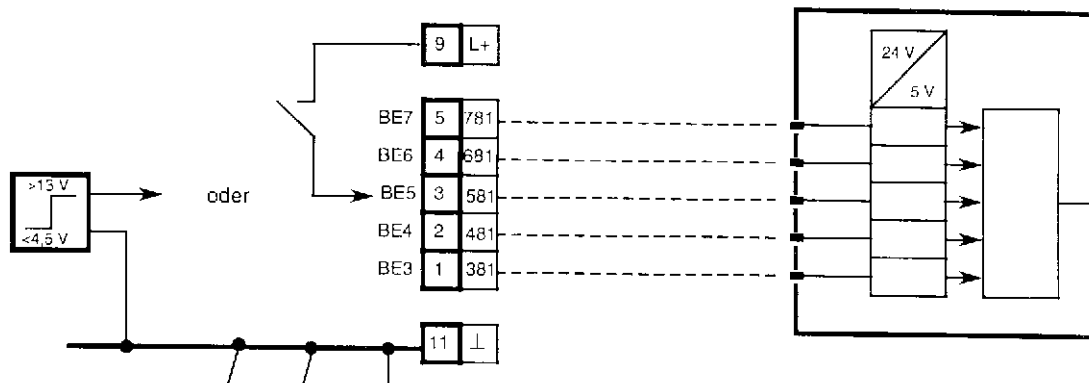 9 L+
24 V
5 V
BE7 5 781
BE6 4 681
>13 V
oder
BE5 3 581
<4,5 V
BE4 2 481
BE3 1 381
11 ⊥